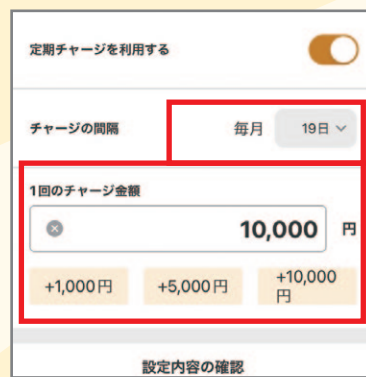 定期チャージを利用する
チャージの間隔 毎月 19日
1回のチャージ金額
10,000 円
+1,000円 +5,000円 +10,000
円
設定内容の確認